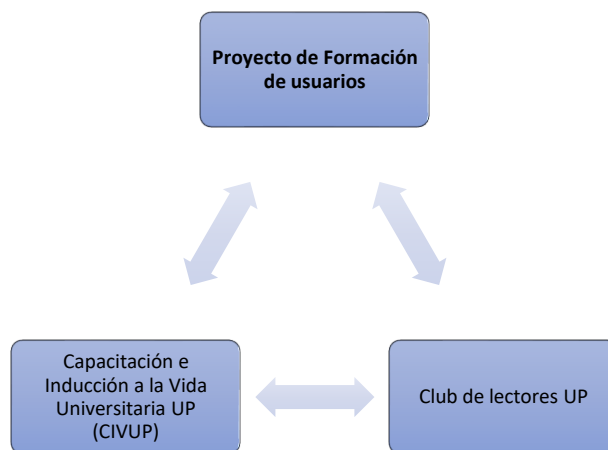 Proyecto de Formación
de usuarios
Capacitación e
Inducción a la Vida
Universitaria UP
(CIVUP)
Club de lectores UP